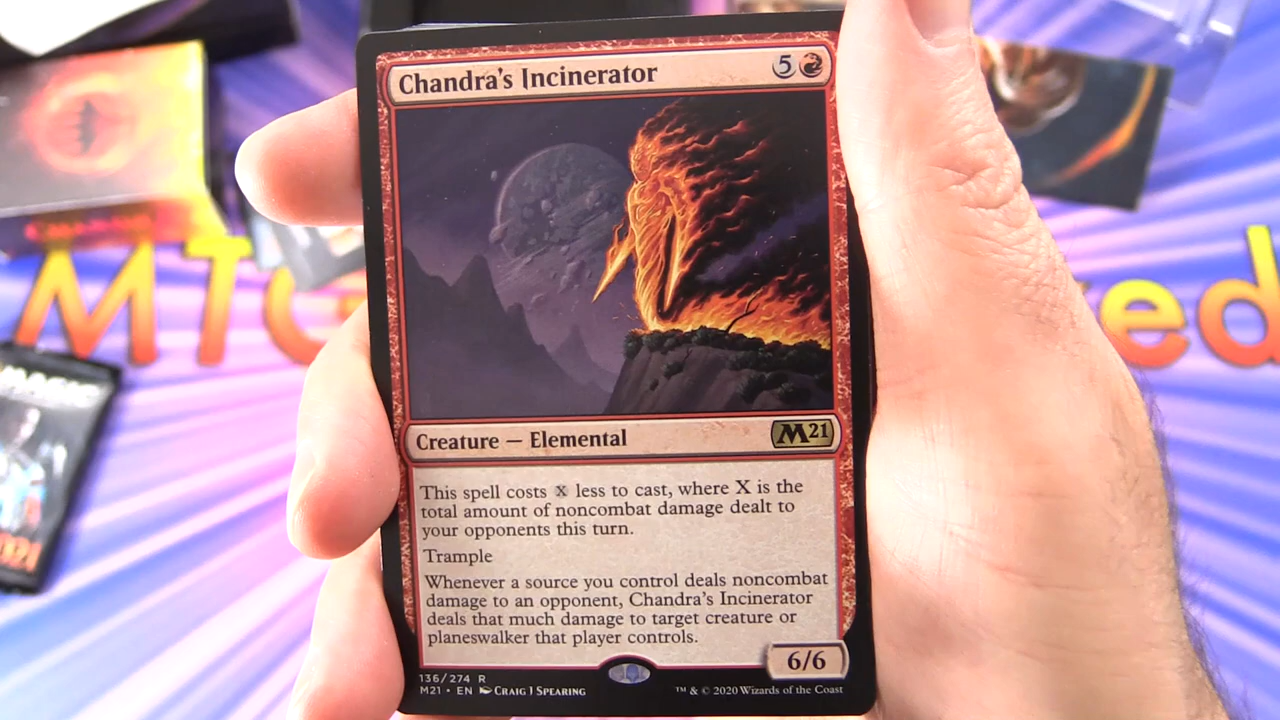 Chandra's Incinerator 5
Creature — Elemental M21
This spell costs X less to cast, where X is the
total amount of noncombat damage dealt to
your opponents this turn.
Trample
Whenever a source you control deals noncombat
damage to an opponent, Chandra's Incinerator
deals that much damage to target creature or
planeswalker that player controls.
6/6
136/274 R
M21 • EN CRAIG J SPEARING
™ & © 2020 Wizards of the Coast
MTG
ed